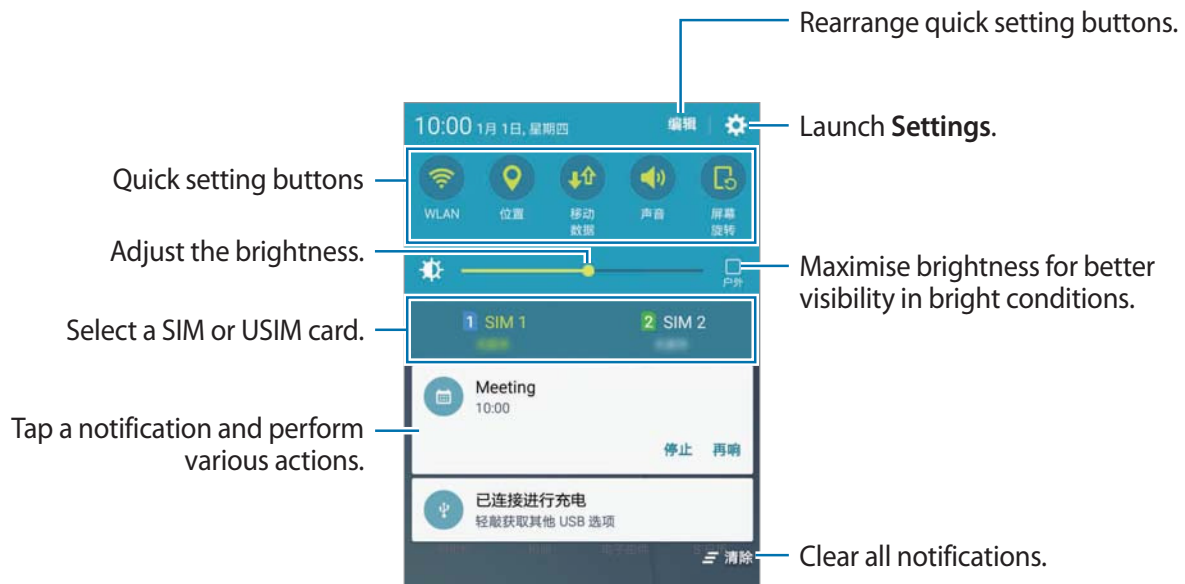 Rearrange quick setting buttons.
10:00 1月 1日, 星期四
编辑
Launch Settings.
Quick setting buttons
WLAN
位置
移动
数据
声音
屏幕
旋转
Adjust the brightness.
户外
Maximise brightness for better
visibility in bright conditions.
Select a SIM or USIM card.
1 SIM 1
2 SIM 2
Meeting
10:00
Tap a notification and perform
various actions.
停止 再响
已连接进行充电
轻敲获取其他 USB 选项
清除
Clear all notifications.